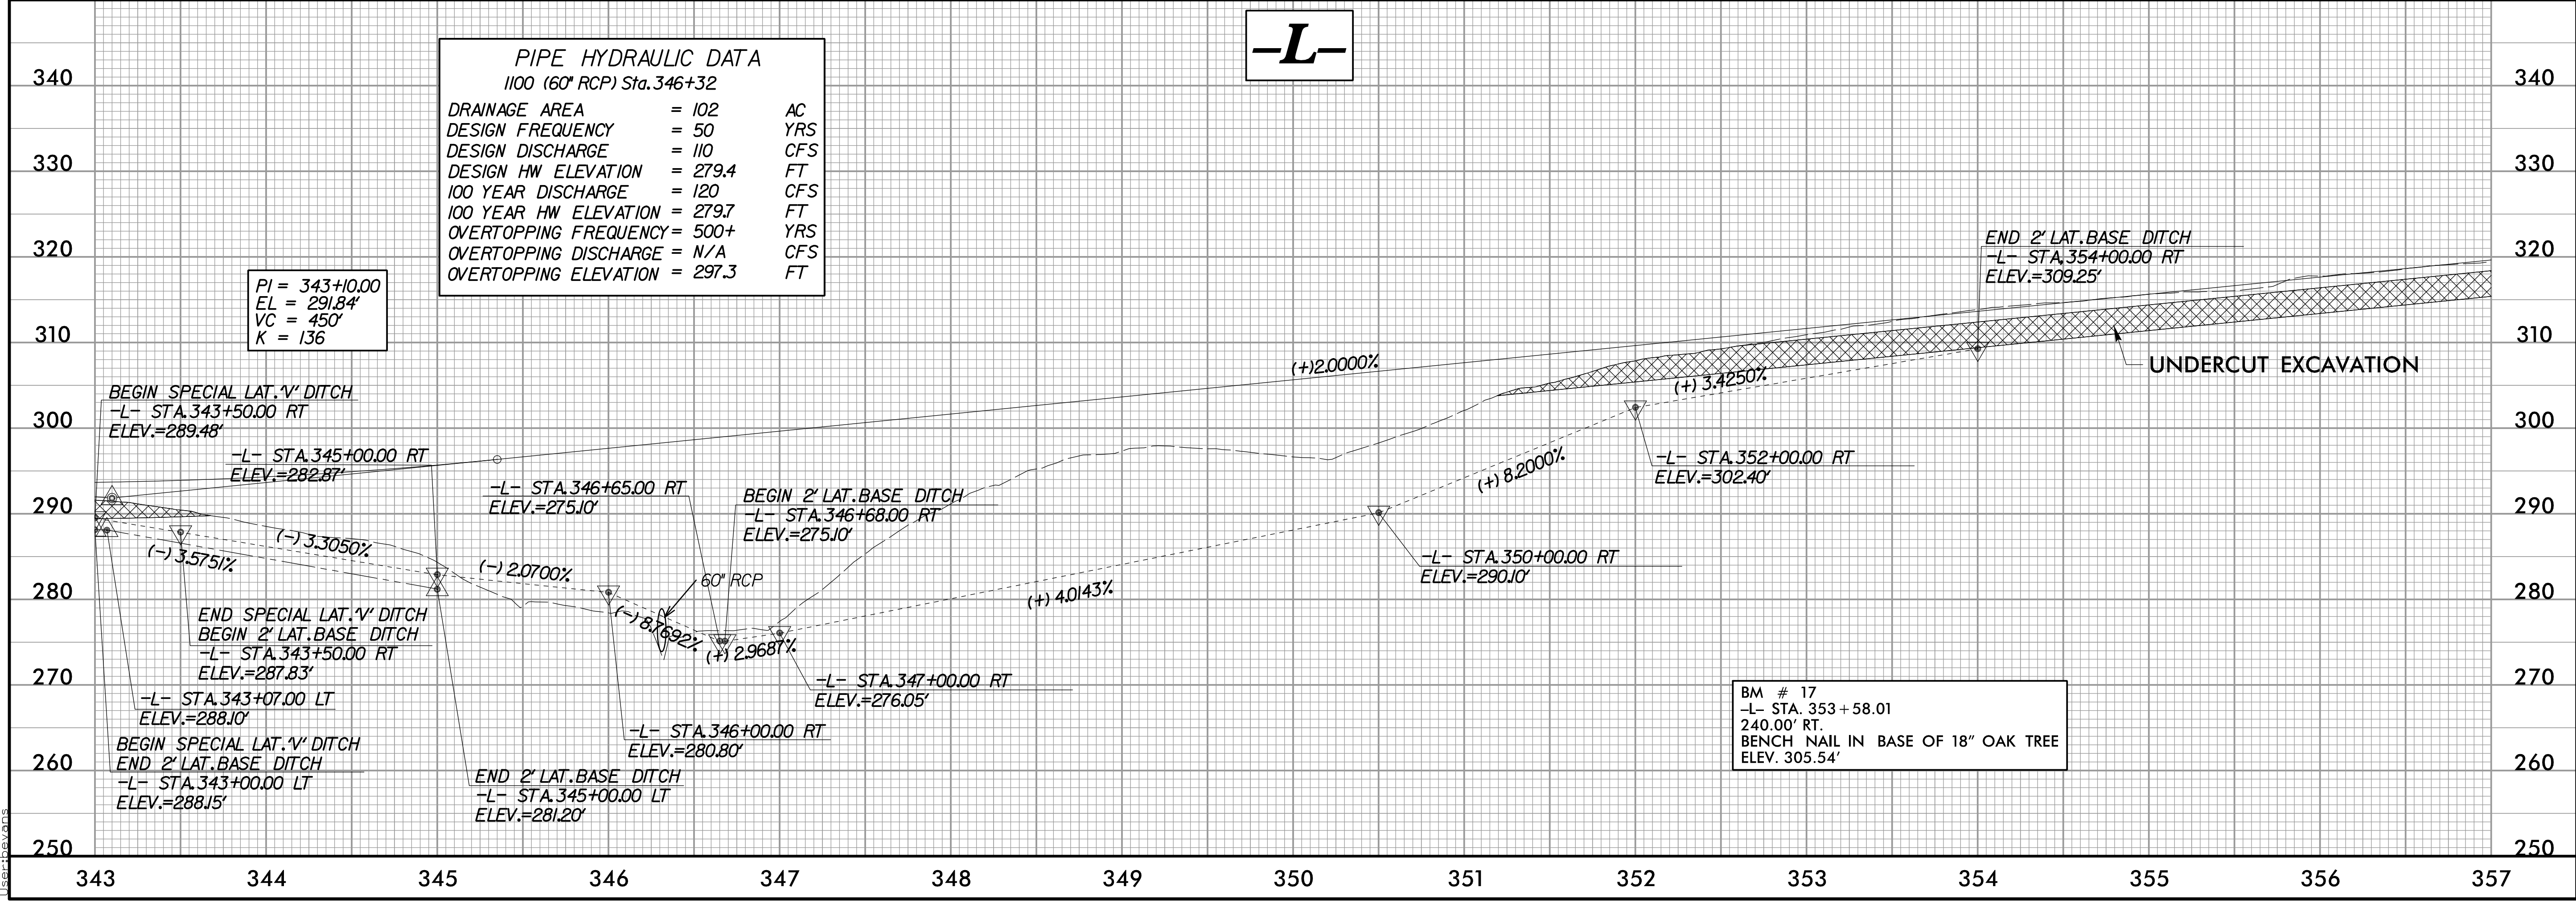 -L-
PIPE HYDRAULIC DATA
1100 (60" RCP) Sta. 346+32
DRAINAGE AREA = 102 AC
DESIGN FREQUENCY = 50 YRS
DESIGN DISCHARGE = 110 CFS
DESIGN HW ELEVATION = 279.4 FT
100 YEAR DISCHARGE = 120 CFS
100 YEAR HW ELEVATION = 279.7 FT
OVERTOPPING FREQUENCY = 500+ YRS
OVERTOPPING DISCHARGE = N/A CFS
OVERTOPPING ELEVATION = 297.3 FT
340 340
330 330
320 320
310 310
300 300
290 290
280 280
270 270
260 260
250 250
PI = 343+10.00
EL = 291.84'
VC = 450'
K = 136
END 2' LAT. BASE DITCH
-L- STA. 354+00.00 RT
ELEV.=309.25'
UNDERCUT EXCAVATION
(+)2.0000%
(+) 3.4250%
BEGIN SPECIAL LAT. 'V' DITCH
-L- STA. 343+50.00 RT
ELEV.=289.48'
-L- STA. 345+00.00 RT
ELEV.=282.87'
-L- STA. 346+65.00 RT
ELEV.=275.10'
BEGIN 2' LAT. BASE DITCH
-L- STA. 346+68.00 RT
ELEV.=275.10'
(+) 8.2000%
-L- STA. 352+00.00 RT
ELEV.=302.40'
(-) 3.5751%
(-) 3.3050%
(-) 2.0700%
60" RCP
(-) 8.7692%
(+) 2.9687%
(+) 4.0143%
-L- STA. 350+00.00 RT
ELEV.=290.10'
END SPECIAL LAT. 'V' DITCH
BEGIN 2' LAT. BASE DITCH
-L- STA. 343+50.00 RT
ELEV.=287.83'
-L- STA. 343+07.00 LT
ELEV.=288.10'
-L- STA. 347+00.00 RT
ELEV.=276.05'
BEGIN SPECIAL LAT. 'V' DITCH
END 2' LAT. BASE DITCH
-L- STA. 343+00.00 LT
ELEV.=288.15'
-L- STA. 346+00.00 RT
ELEV.=280.80'
END 2' LAT. BASE DITCH
-L- STA. 345+00.00 LT
ELEV.=281.20'
BM # 17
-L- STA. 353+58.01
240.00' RT.
BENCH NAIL IN BASE OF 18" OAK TREE
ELEV. 305.54'
343 344 345 346 347 348 349 350 351 352 353 354 355 356 357
User:bevans